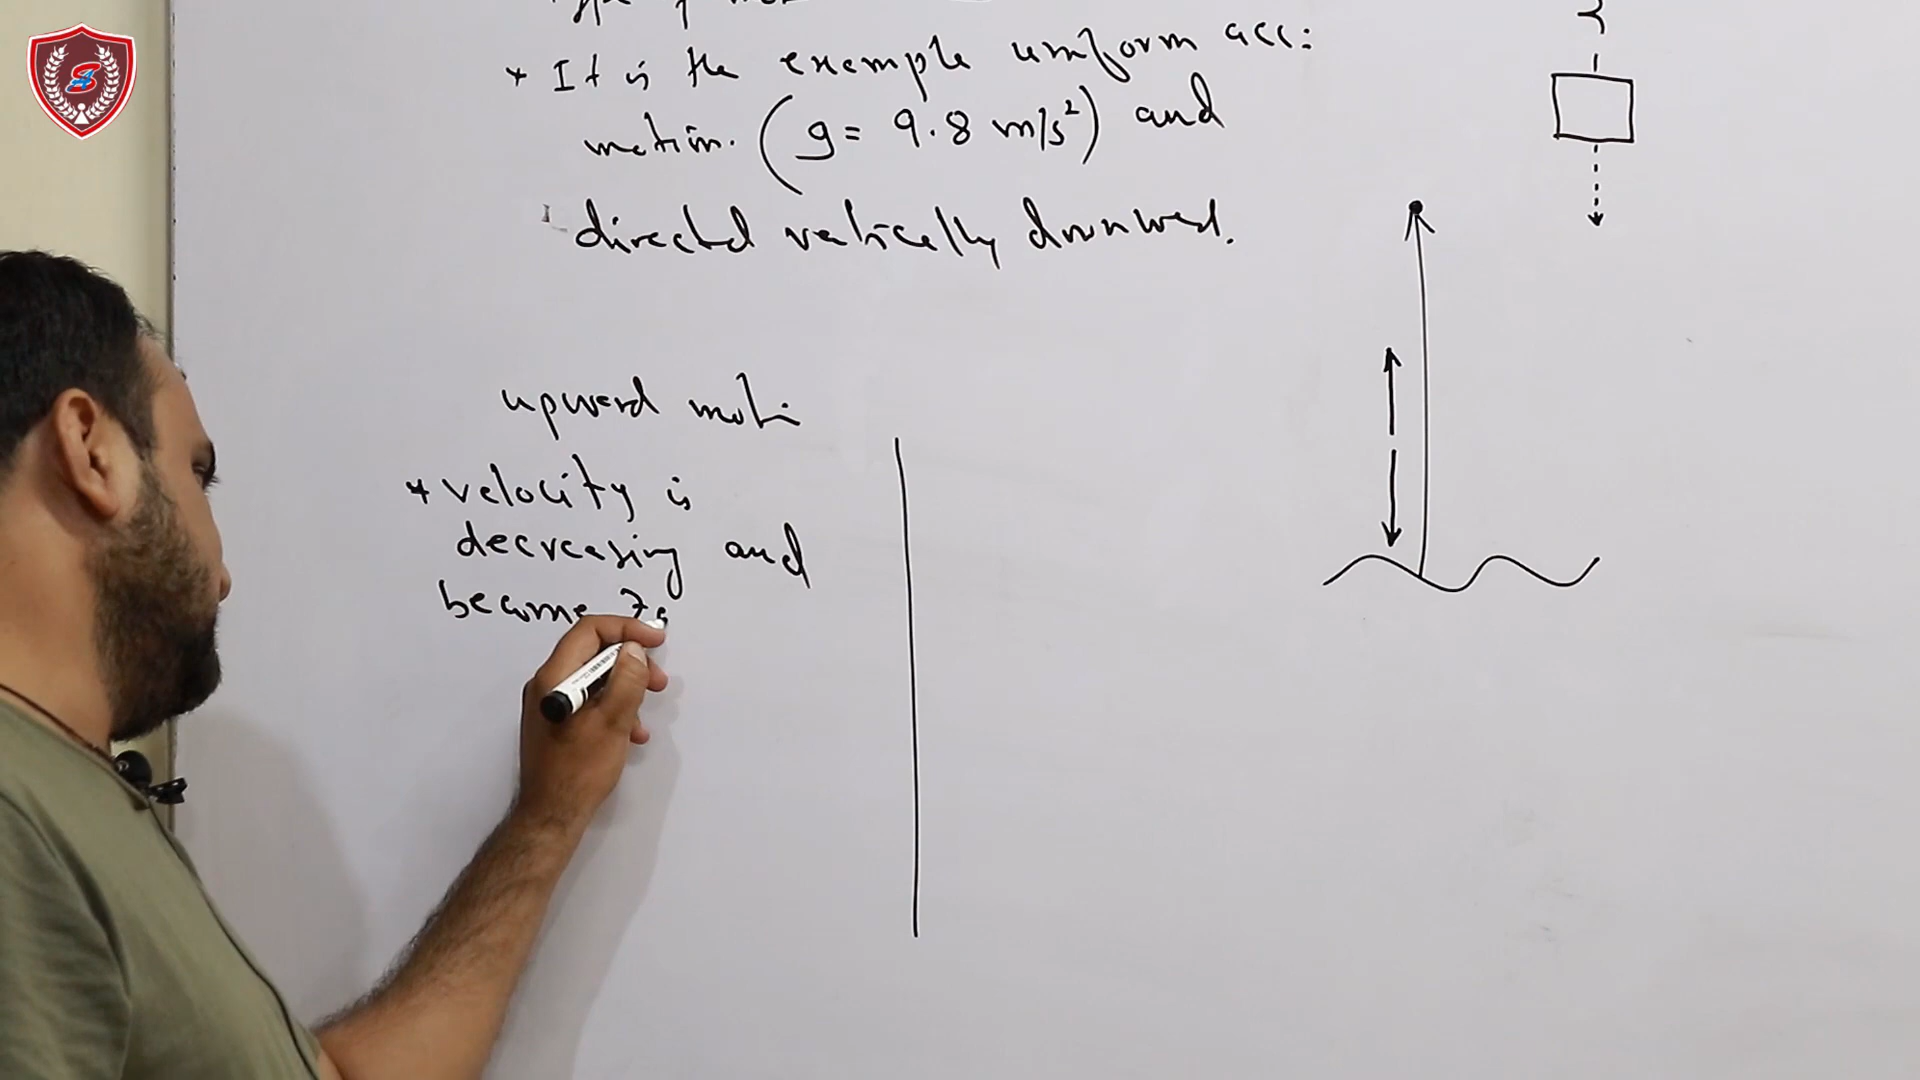 * It is the example uniform acc:
motion. (g = 9.8 m/s²) and
directed vertically downward.
upward moti
* velocity is
decreasing and
become ze